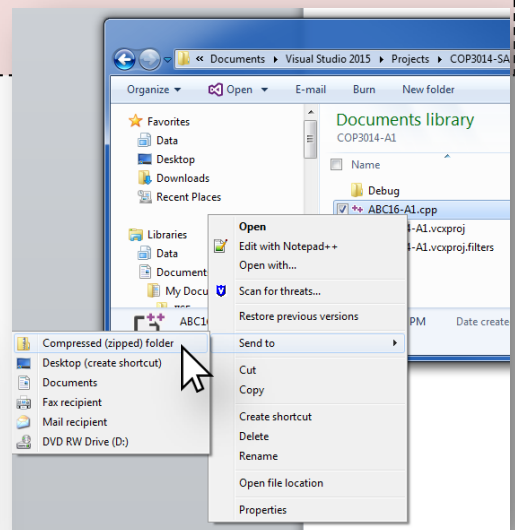 « Documents ▸ Visual Studio 2015 ▸ Projects ▸ COP3014-SA
Organize Open E-mail Burn New folder
Favorites
Data
Desktop
Downloads
Recent Places
Libraries
Data
Document
My Docu
Documents library
COP3014-A1
Name
Debug
ABC16-A1.cpp
-A1.vcxproj
-A1.vcxproj.filters
ABC1
PM Date create
Open
Edit with Notepad++
Open with...
Scan for threats...
Restore previous versions
Send to
Cut
Copy
Create shortcut
Delete
Rename
Open file location
Properties
Compressed (zipped) folder
Desktop (create shortcut)
Documents
Fax recipient
Mail recipient
DVD RW Drive (D:)